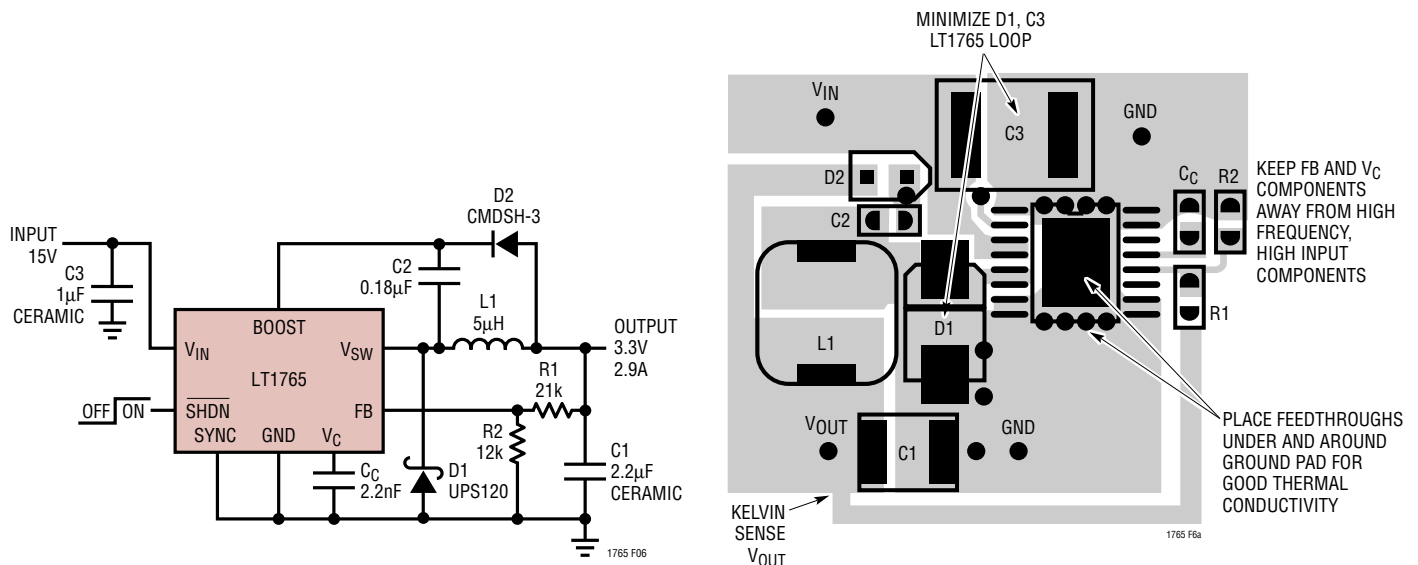 D2
CMDSH-3
INPUT
15V
C3
1µF
CERAMIC
C2
0.18µF
L1
5µH
BOOST
VIN
VSW
LT1765
OUTPUT
3.3V
2.9A
R1
21k
OFF ON
SHDN
FB
SYNC
GND
VC
R2
12k
CC
2.2nF
D1
UPS120
C1
2.2µF
CERAMIC
1765 F06
MINIMIZE D1, C3
LT1765 LOOP
VIN
C3
GND
D2
C2
CC
R2
KEEP FB AND VC
COMPONENTS
AWAY FROM HIGH
FREQUENCY,
HIGH INPUT
COMPONENTS
L1
D1
R1
VOUT
C1
GND
PLACE FEEDTHROUGHS
UNDER AND AROUND
GROUND PAD FOR
GOOD THERMAL
CONDUCTIVITY
KELVIN
SENSE
VOUT
1765 F6a